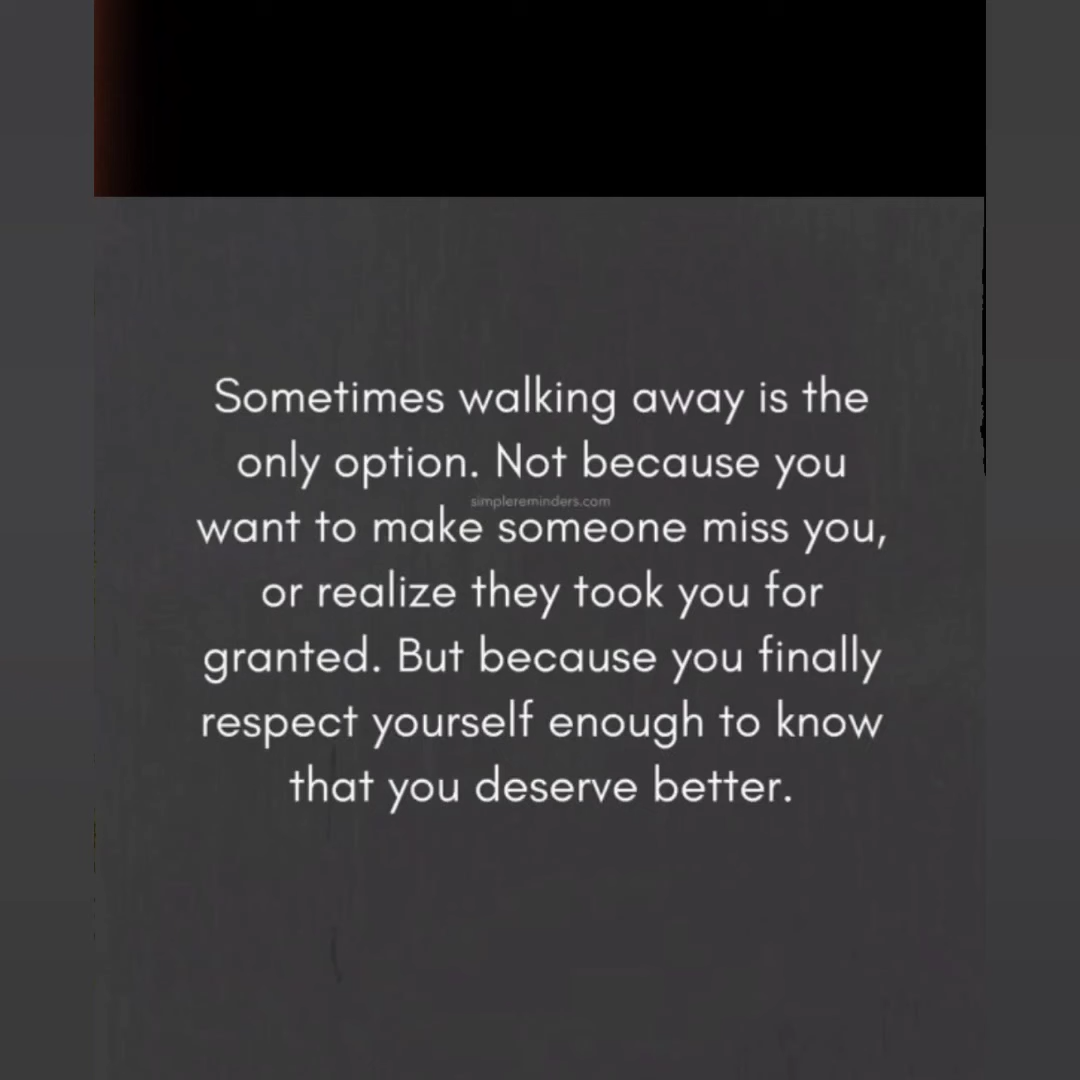 Sometimes walking away is the
only option. Not because you
simplereminders.com
want to make someone miss you,
or realize they took you for
granted. But because you finally
respect yourself enough to know
that you deserve better.